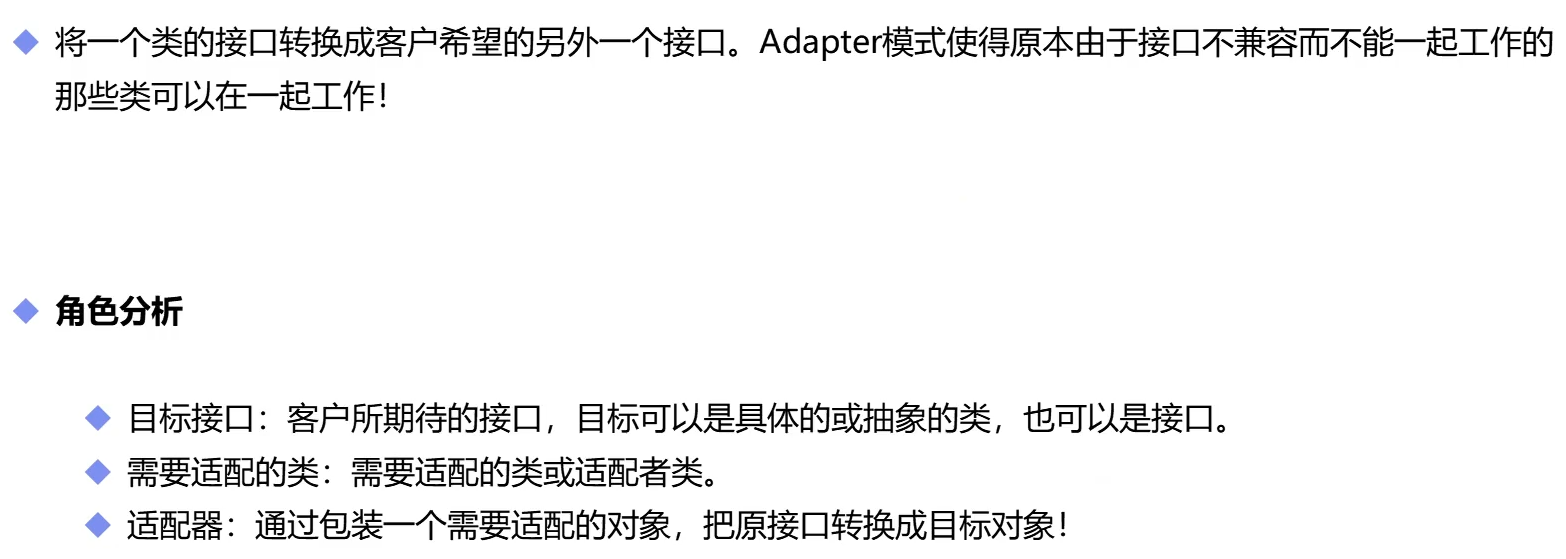 将一个类的接口转换成客户希望的另外一个接口。Adapter模式使得原本由于接口不兼容而不能一起工作的
那些类可以在一起工作！
角色分析
目标接口：客户所期待的接口，目标可以是具体的或抽象的类，也可以是接口。
需要适配的类：需要适配的类或适配者类。
适配器：通过包装一个需要适配的对象，把原接口转换成目标对象！